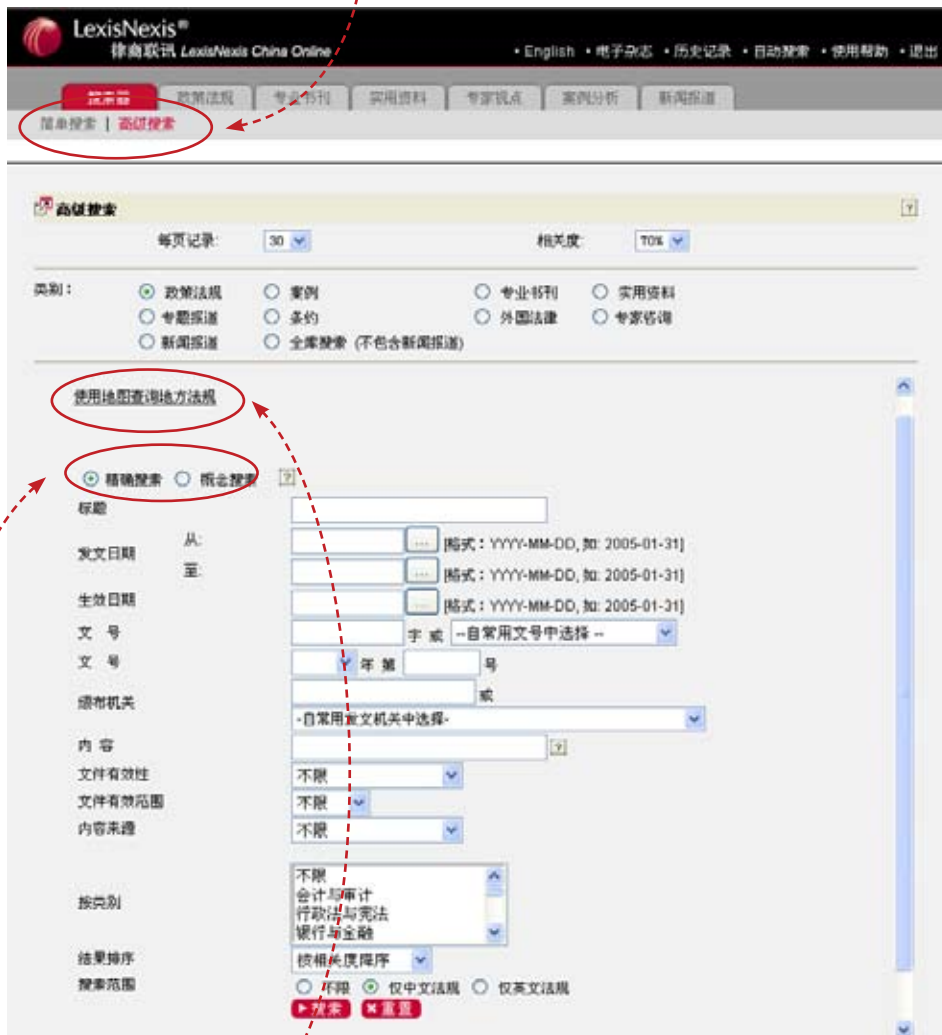 LexisNexis®
律商联讯 LexisNexis China Online
•English •电子杂志 •历史记录 •自动搜索 •使用帮助 •退出
搜索器 政策法规 专业书刊 实用资料 专家视点 案例分析 新闻报道
简单搜索 | 高级搜索
高级搜索 ?
每页记录: 30 相关度: 70%
类别： 政策法规 案例 专业书刊 实用资料
专题报道 条约 外国法律 专家咨询
新闻报道 全库搜索 (不包含新闻报道)
使用地图查询地方法规
精确搜索 概念搜索 ?
标题
发文日期 从: ... [格式：YYYY-MM-DD, 如: 2005-01-31]
至: ... [格式：YYYY-MM-DD, 如: 2005-01-31]
生效日期 ... [格式：YYYY-MM-DD, 如: 2005-01-31]
文 号 字 或 --自常用文号中选择 --
文 号 年 第 号
颁布机关 或
-自常用发文机关中选择-
内 容 ?
文件有效性 不限
文件有效范围 不限
内容来源 不限
按类别 不限
会计与审计
行政法与宪法
银行与金融
结果排序 按相关度降序
搜索范围 不限 仅中文法规 仅英文法规
搜索 重置